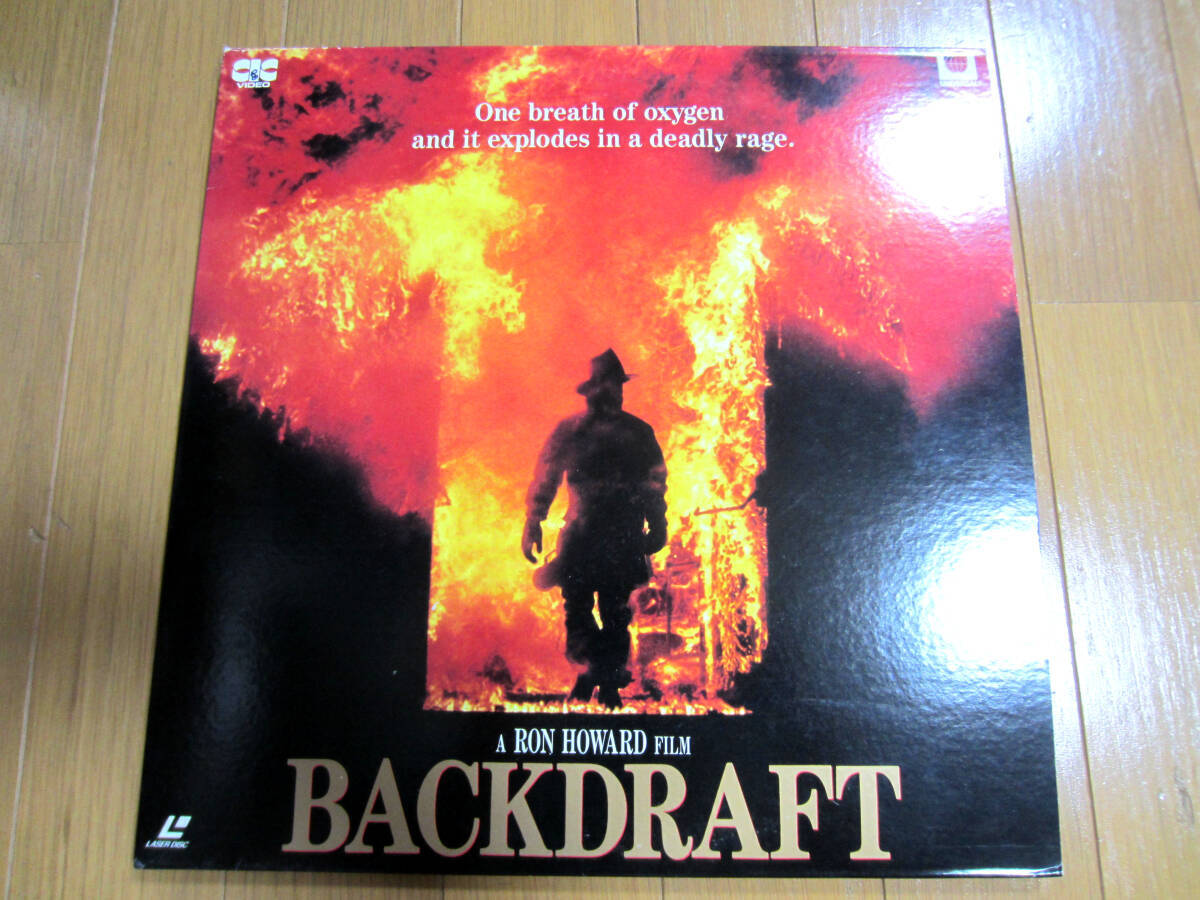 CIC
VIDEO
One breath of oxygen
and it explodes in a deadly rage.
A RON HOWARD FILM
BACKDRAFT
LASER DISC